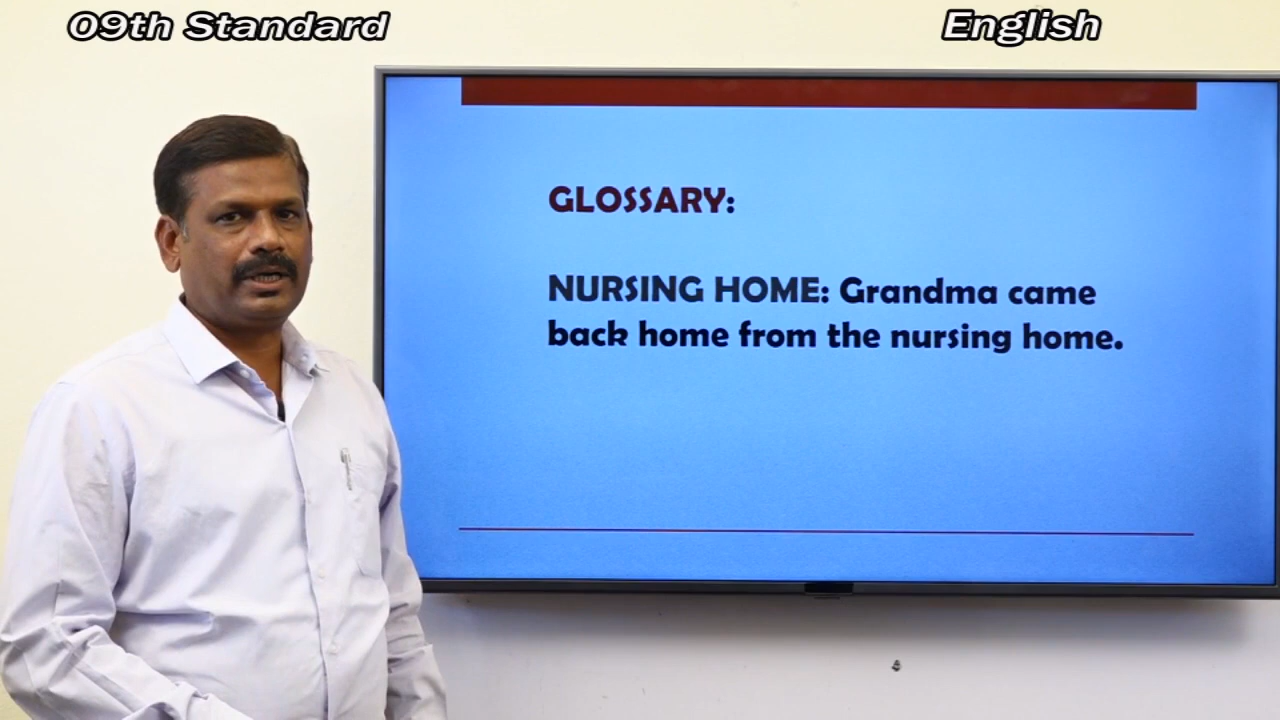 09th Standard
English
GLOSSARY:
NURSING HOME: Grandma came
back home from the nursing home.